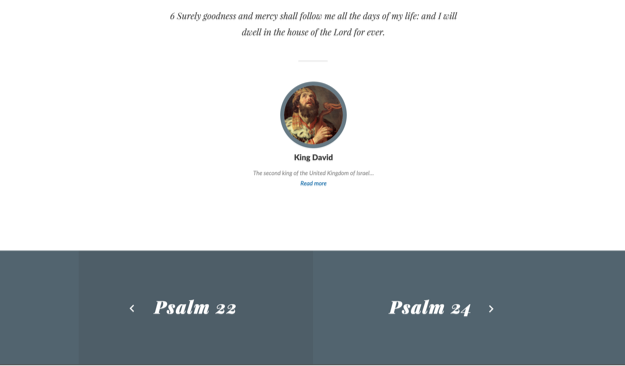 6 Surely goodness and mercy shall follow me all the days of my life: and I will
dwell in the house of the Lord for ever.
King David
The second king of the United Kingdom of Israel...
Read more
Psalm 22
Psalm 24